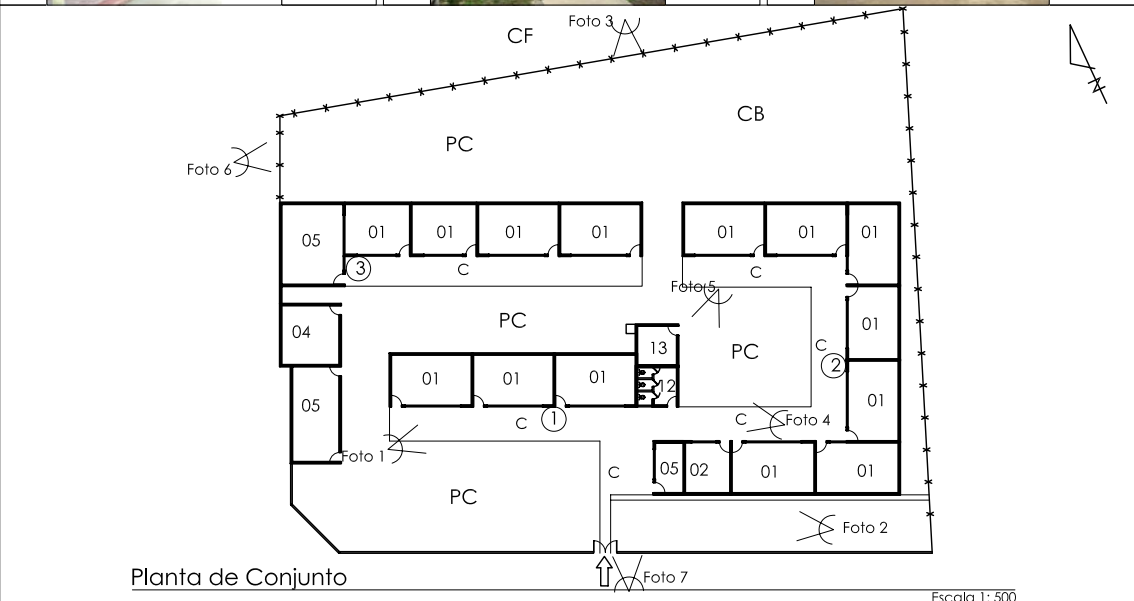 Foto 3
CF
CB
PC
Foto 6
N
01
01
01
01
01
01
01
05
3
C
C
Foto 5
04
PC
13
PC
01
C
2
01
01
01
12
05
01
C
1
C
Foto 4
Foto 1
C
05
02
01
01
PC
Foto 2
Planta de Conjunto
Foto 7
Escala 1: 500